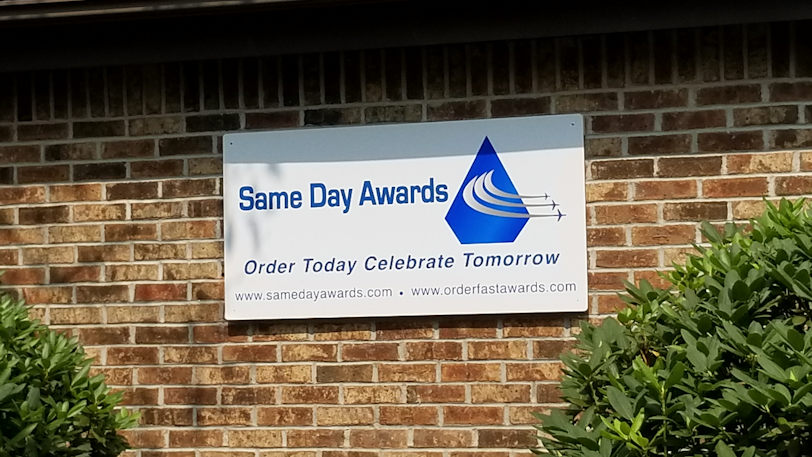 Same Day Awards
Order Today Celebrate Tomorrow
www.samedayawards.com • www.orderfastawards.com